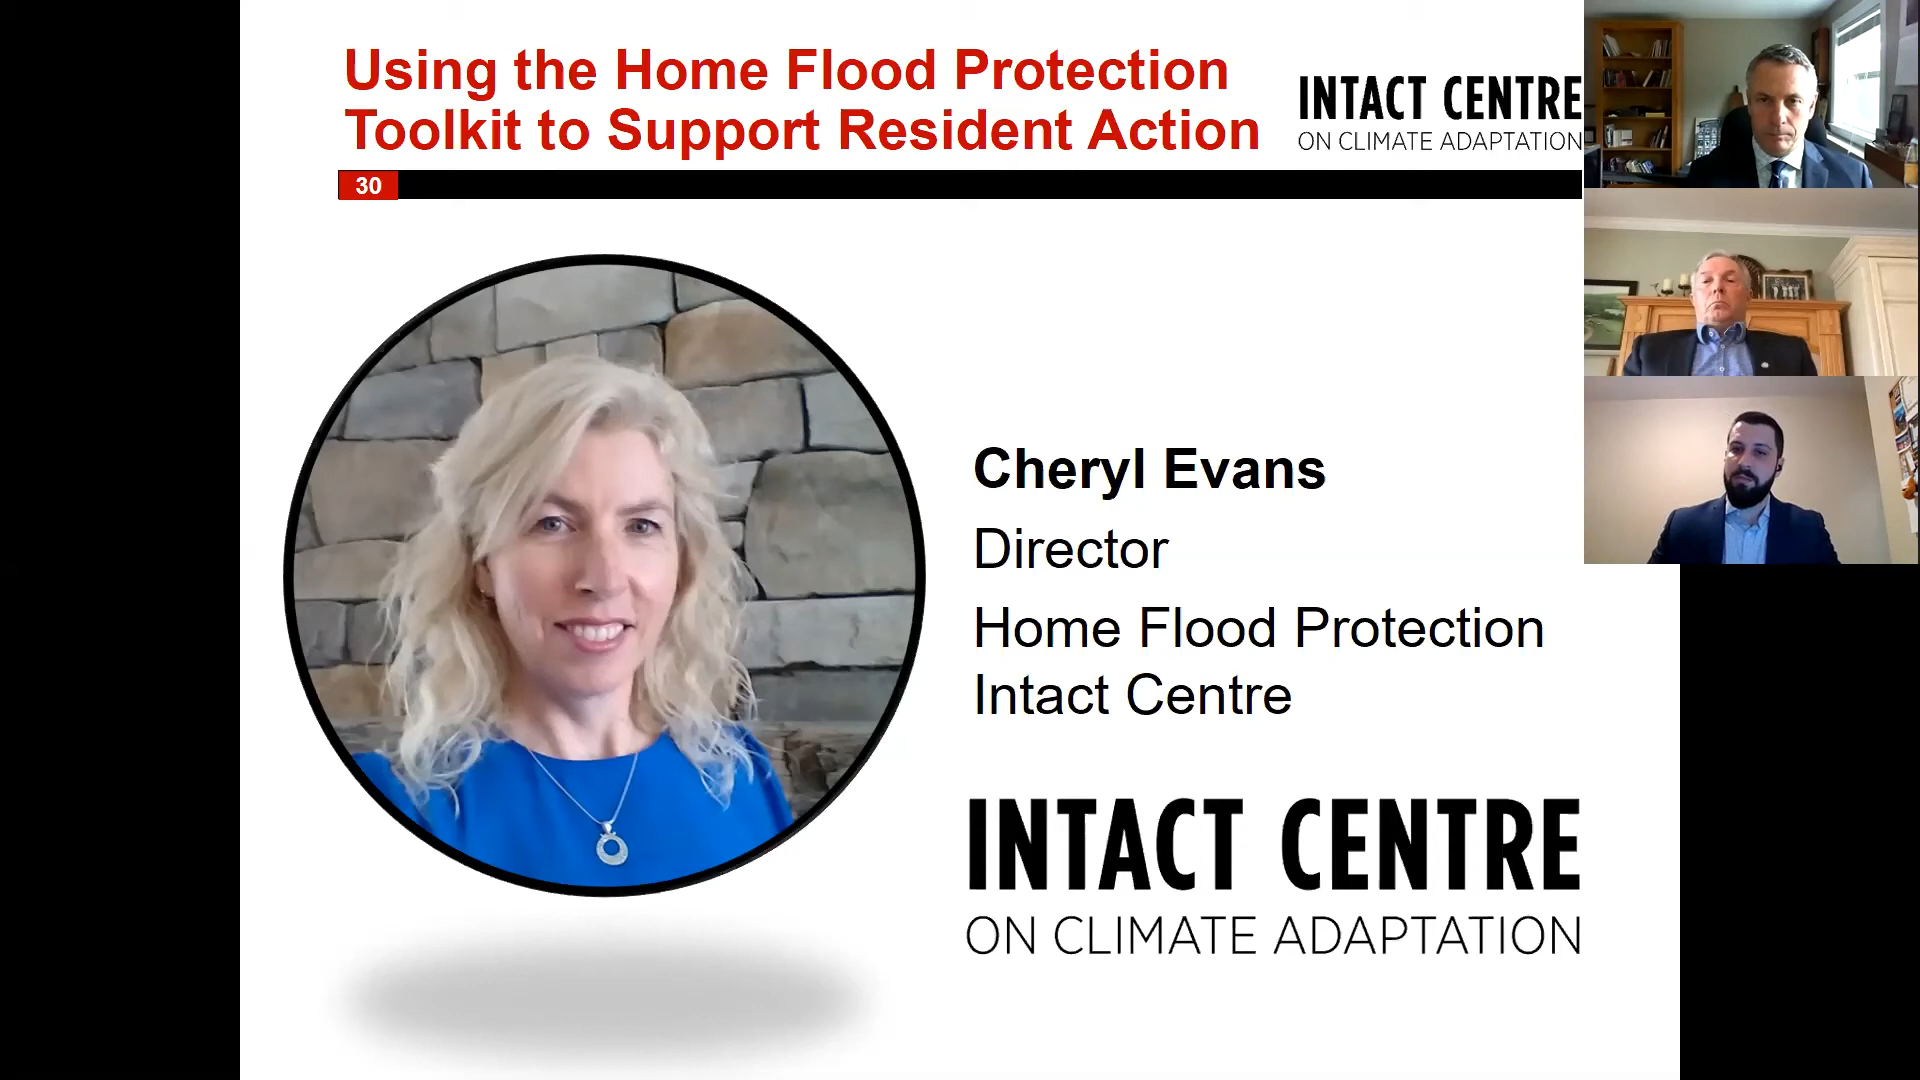 Using the Home Flood Protection
Toolkit to Support Resident Action
INTACT CENTRE
ON CLIMATE ADAPTATION
30
Cheryl Evans
Director
Home Flood Protection
Intact Centre
INTACT CENTRE
ON CLIMATE ADAPTATION